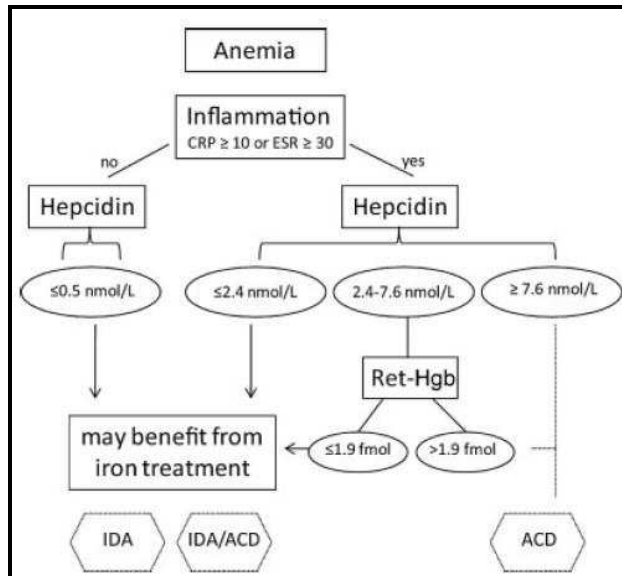 Anemia
Inflammation
CRP ≥ 10 or ESR ≥ 30
no
yes
Hepcidin
Hepcidin
≤0.5 nmol/L
≤2.4 nmol/L
2.4-7.6 nmol/L
≥ 7.6 nmol/L
Ret-Hgb
may benefit from
iron treatment
≤1.9 fmol
>1.9 fmol
IDA
IDA/ACD
ACD